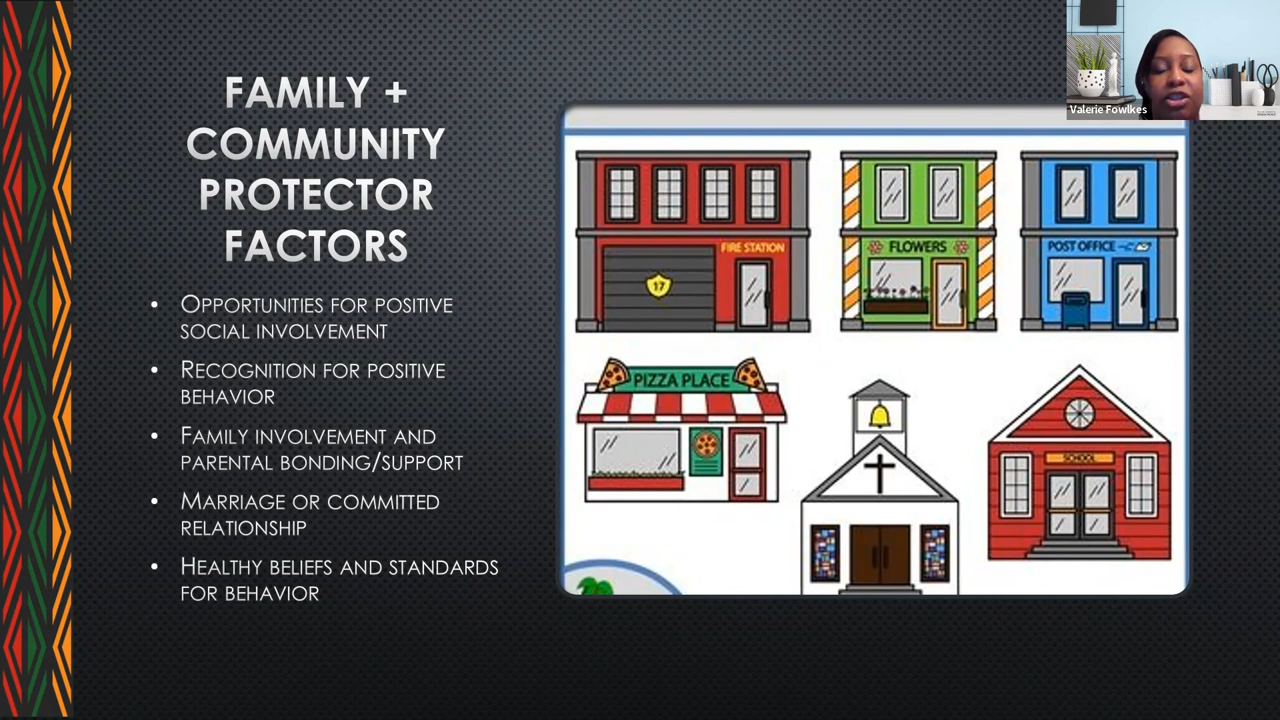 FAMILY +
COMMUNITY
PROTECTOR
FACTORS
• OPPORTUNITIES FOR POSITIVE
SOCIAL INVOLVEMENT
• RECOGNITION FOR POSITIVE
BEHAVIOR
• FAMILY INVOLVEMENT AND
PARENTAL BONDING/SUPPORT
• MARRIAGE OR COMMITTED
RELATIONSHIP
• HEALTHY BELIEFS AND STANDARDS
FOR BEHAVIOR
FIRE STATION
17
FLOWERS
POST OFFICE
PIZZA PLACE
SCHOOL
Valerie Fowlkes